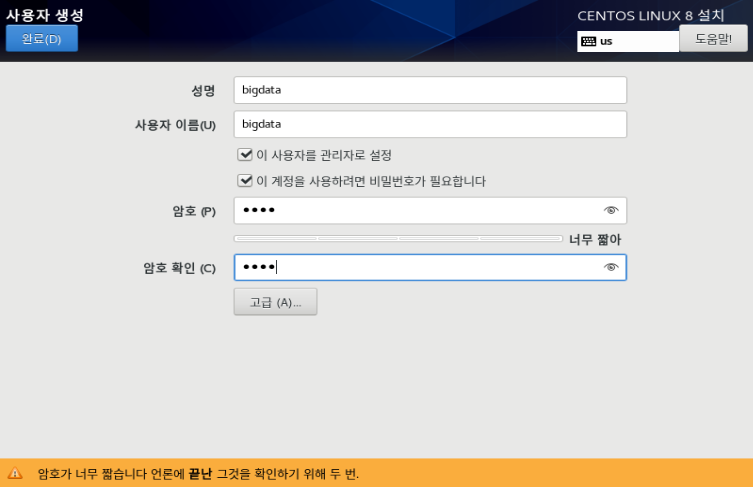 사용자 생성
CENTOS LINUX 8 설치
완료(D)
us
도움말!
성명
bigdata
사용자 이름(U)
bigdata
이 사용자를 관리자로 설정
이 계정을 사용하려면 비밀번호가 필요합니다
암호 (P)
••••
너무 짧아
암호 확인 (C)
••••
고급 (A)...
암호가 너무 짧습니다 언론에 끝난 그것을 확인하기 위해 두 번.